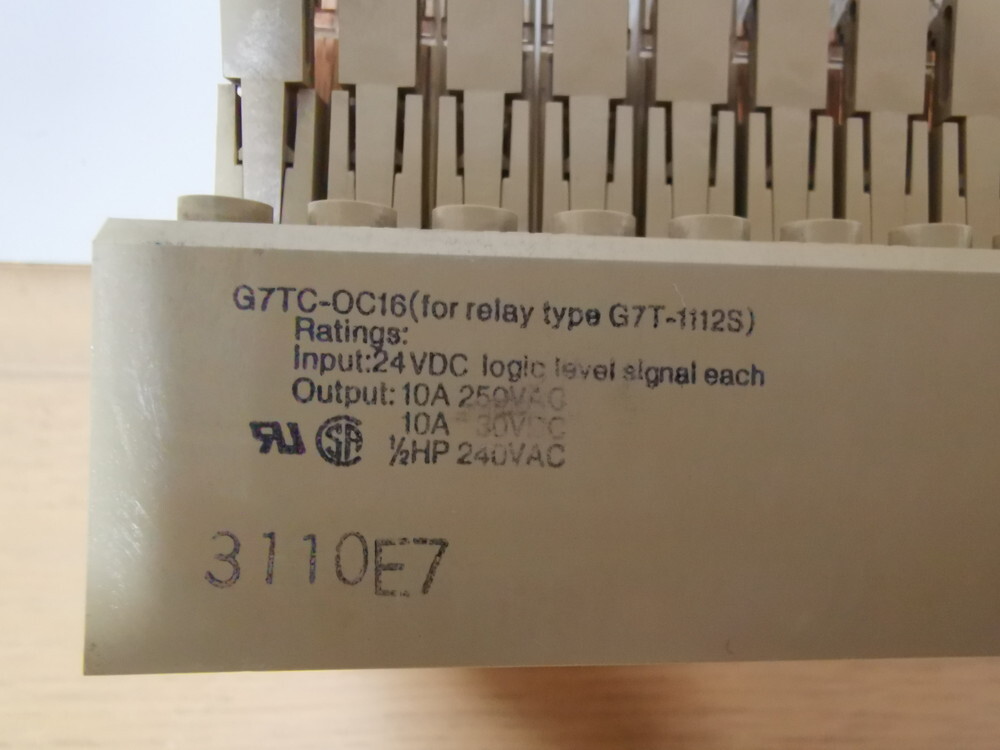 G7TC-OC16(for relay type G7T-1112S)
Ratings:
Input:24VDC logic level signal each
Output:10A 250VAC
10A 30VDC
½HP 240VAC
3110E7